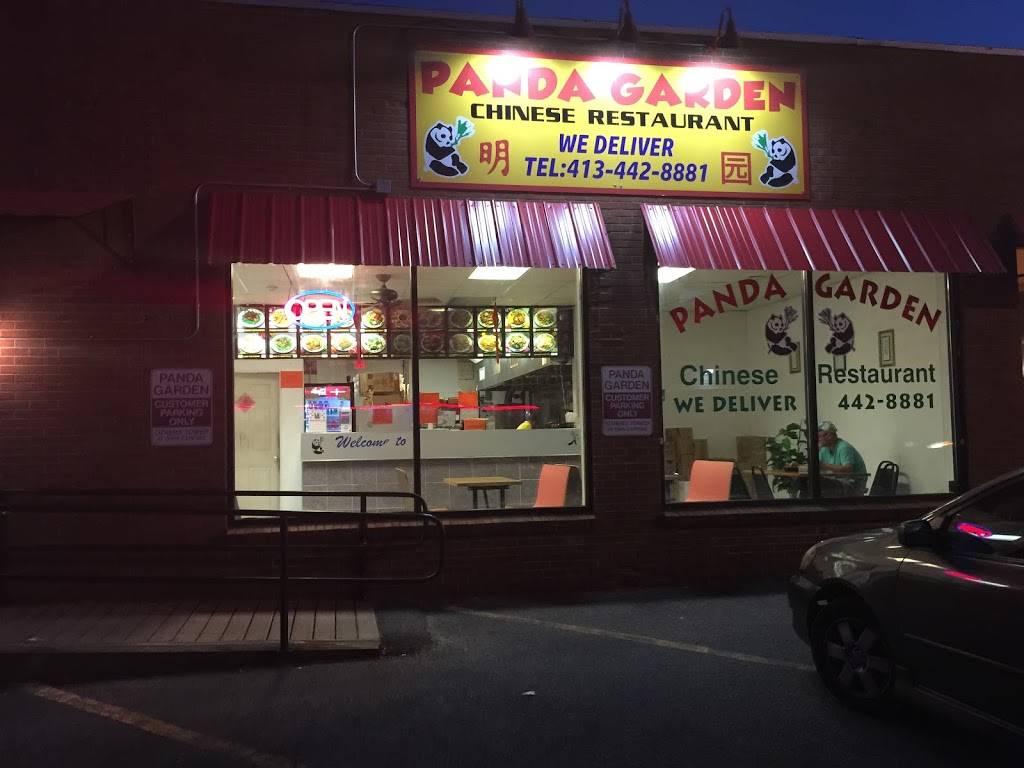 PANDA GARDEN
CHINESE RESTAURANT
WE DELIVER
明 TEL:413-442-8881 园
OPEN
PANDA GARDEN
Chinese Restaurant
WE DELIVER 442-8881
PANDA
GARDEN
CUSTOMER
PARKING
ONLY
PANDA
GARDEN
CUSTOMER
PARKING
ONLY
Welcome to